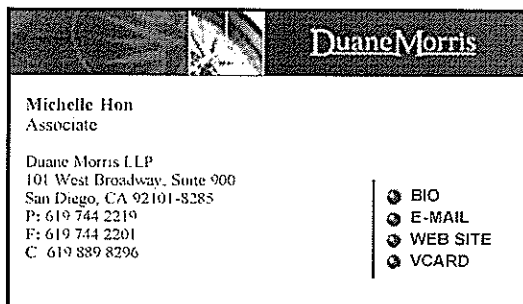 DuaneMorris
Michelle Hon
Associate
Duane Morris LLP
101 West Broadway, Suite 900
San Diego, CA 92101-8285
P: 619 744 2219
F: 619 744 2201
C 619 889 8296
BIO
E-MAIL
WEB SITE
VCARD